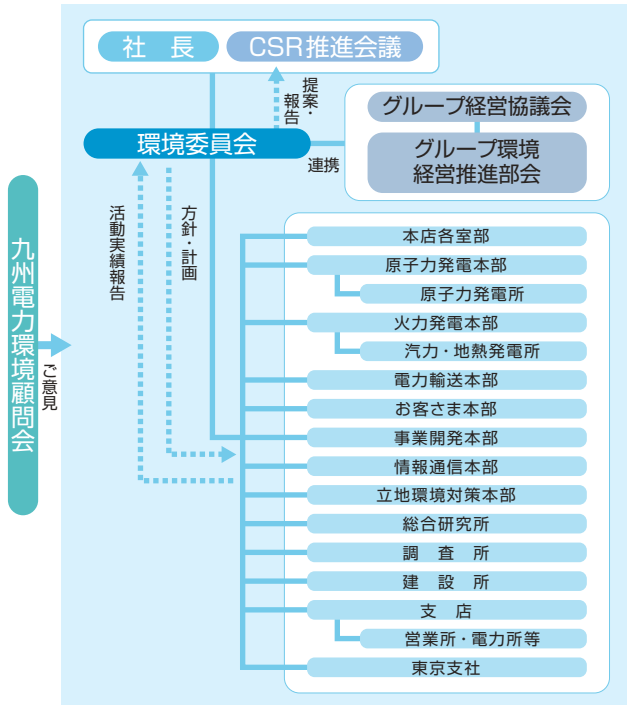 社 長
CSR推進会議
提案・
報告
環境委員会
連携
グループ経営協議会
グループ環境
経営推進部会
九州電力環境顧問会
ご意見
活動実績報告
方針・計画
本店各室部
原子力発電本部
原子力発電所
火力発電本部
汽力・地熱発電所
電力輸送本部
お客さま本部
事業開発本部
情報通信本部
立地環境対策本部
総合研究所
調 査 所
建 設 所
支 店
営業所・電力所等
東京支社